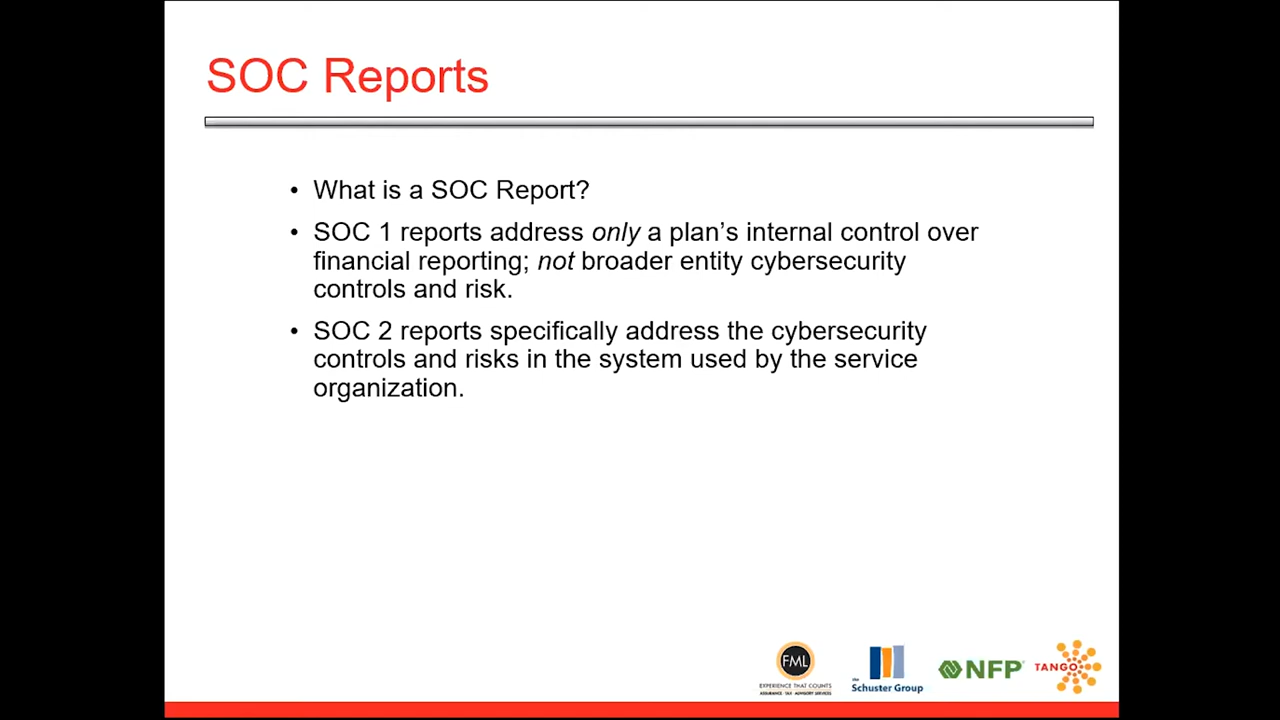 SOC Reports
• What is a SOC Report?
• SOC 1 reports address only a plan’s internal control over
financial reporting; not broader entity cybersecurity
controls and risk.
• SOC 2 reports specifically address the cybersecurity
controls and risks in the system used by the service
organization.
FML
EXPERIENCE THAT COUNTS
ASSURANCE · TAX · ADVISORY SERVICES
the
Schuster Group
NFP
TANGO